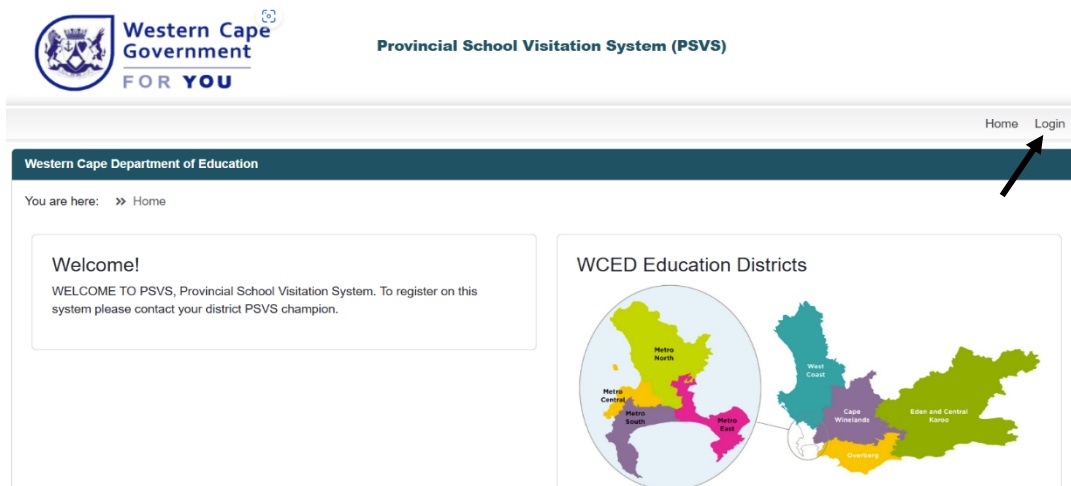 Western Cape
Government
FOR YOU
Provincial School Visitation System (PSVS)
Home Login
Western Cape Department of Education
You are here: » Home
Welcome!
WELCOME TO PSVS, Provincial School Visitation System. To register on this
system please contact your district PSVS champion.
WCED Education Districts
Metro
North
Metro
Central
Metro
South
Metro
East
West
Coast
Cape
Winelands
Eden and Central
Karoo
Overberg